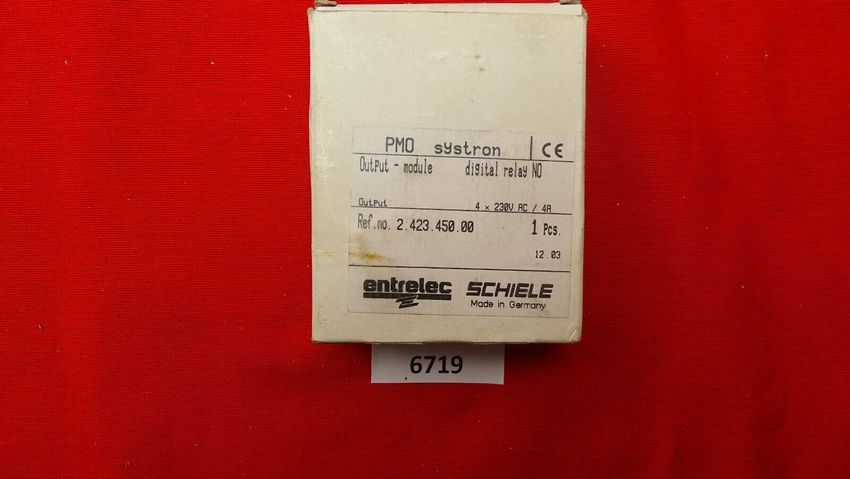 PMO systron CE
Output - module digital relay NO
Output: 4 x 230V AC / 4A
Ref.no. 2.423.450.00 1 Pcs.
12.03
entrelec SCHIELE
Made in Germany
6719